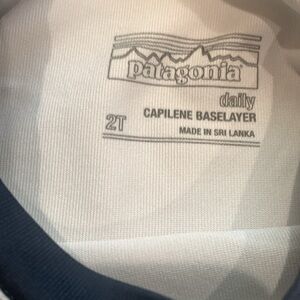 patagonia
daily
CAPILENE BASELAYER
2T
MADE IN SRI LANKA